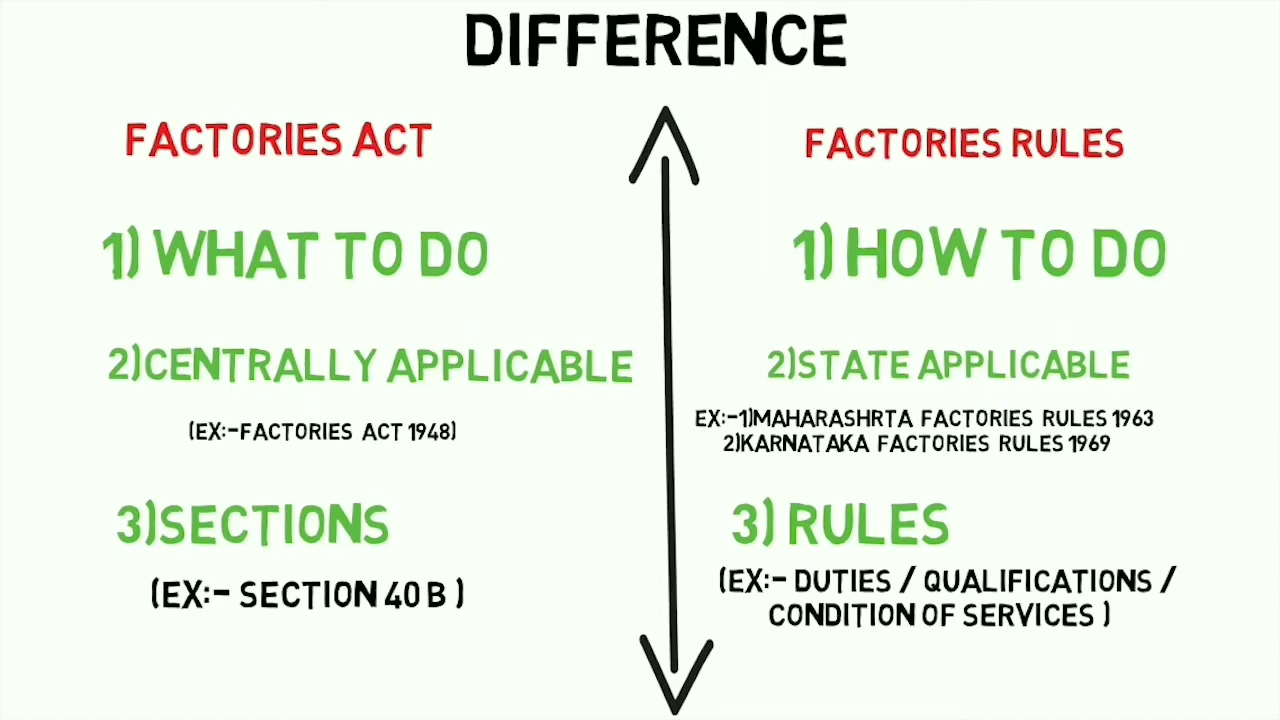 DIFFERENCE
FACTORIES ACT
1) WHAT TO DO
2)CENTRALLY APPLICABLE
(EX:-FACTORIES ACT 1948)
3)SECTIONS
(EX:- SECTION 40 B )
FACTORIES RULES
1) HOW TO DO
2)STATE APPLICABLE
EX:-1)MAHARASHRTA FACTORIES RULES 1963
2)KARNATAKA FACTORIES RULES 1969
3) RULES
(EX:- DUTIES / QUALIFICATIONS /
CONDITION OF SERVICES )